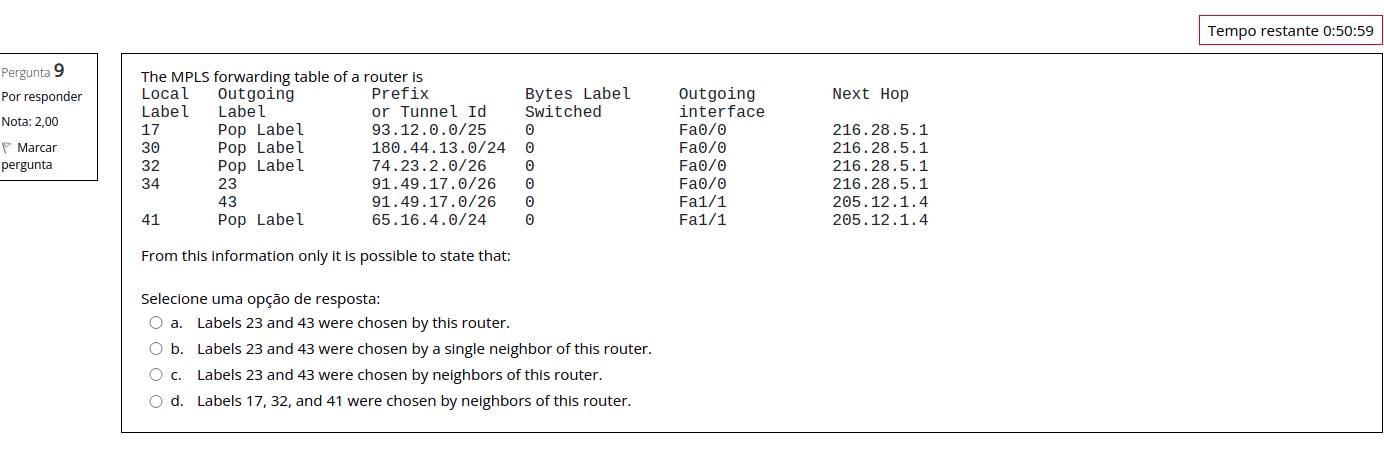 Tempo restante 0:50:59
Pergunta 9
Por responder
Nota: 2,00
Marcar
pergunta
The MPLS forwarding table of a router is
Local Outgoing Prefix Bytes Label Outgoing Next Hop
Label Label or Tunnel Id Switched interface
17 Pop Label 93.12.0.0/25 0 Fa0/0 216.28.5.1
30 Pop Label 180.44.13.0/24 0 Fa0/0 216.28.5.1
32 Pop Label 74.23.2.0/26 0 Fa0/0 216.28.5.1
34 23 91.49.17.0/26 0 Fa0/0 216.28.5.1
43 91.49.17.0/26 0 Fa1/1 205.12.1.4
41 Pop Label 65.16.4.0/24 0 Fa1/1 205.12.1.4
From this information only it is possible to state that:
Selecione uma opção de resposta:
a. Labels 23 and 43 were chosen by this router.
b. Labels 23 and 43 were chosen by a single neighbor of this router.
c. Labels 23 and 43 were chosen by neighbors of this router.
d. Labels 17, 32, and 41 were chosen by neighbors of this router.